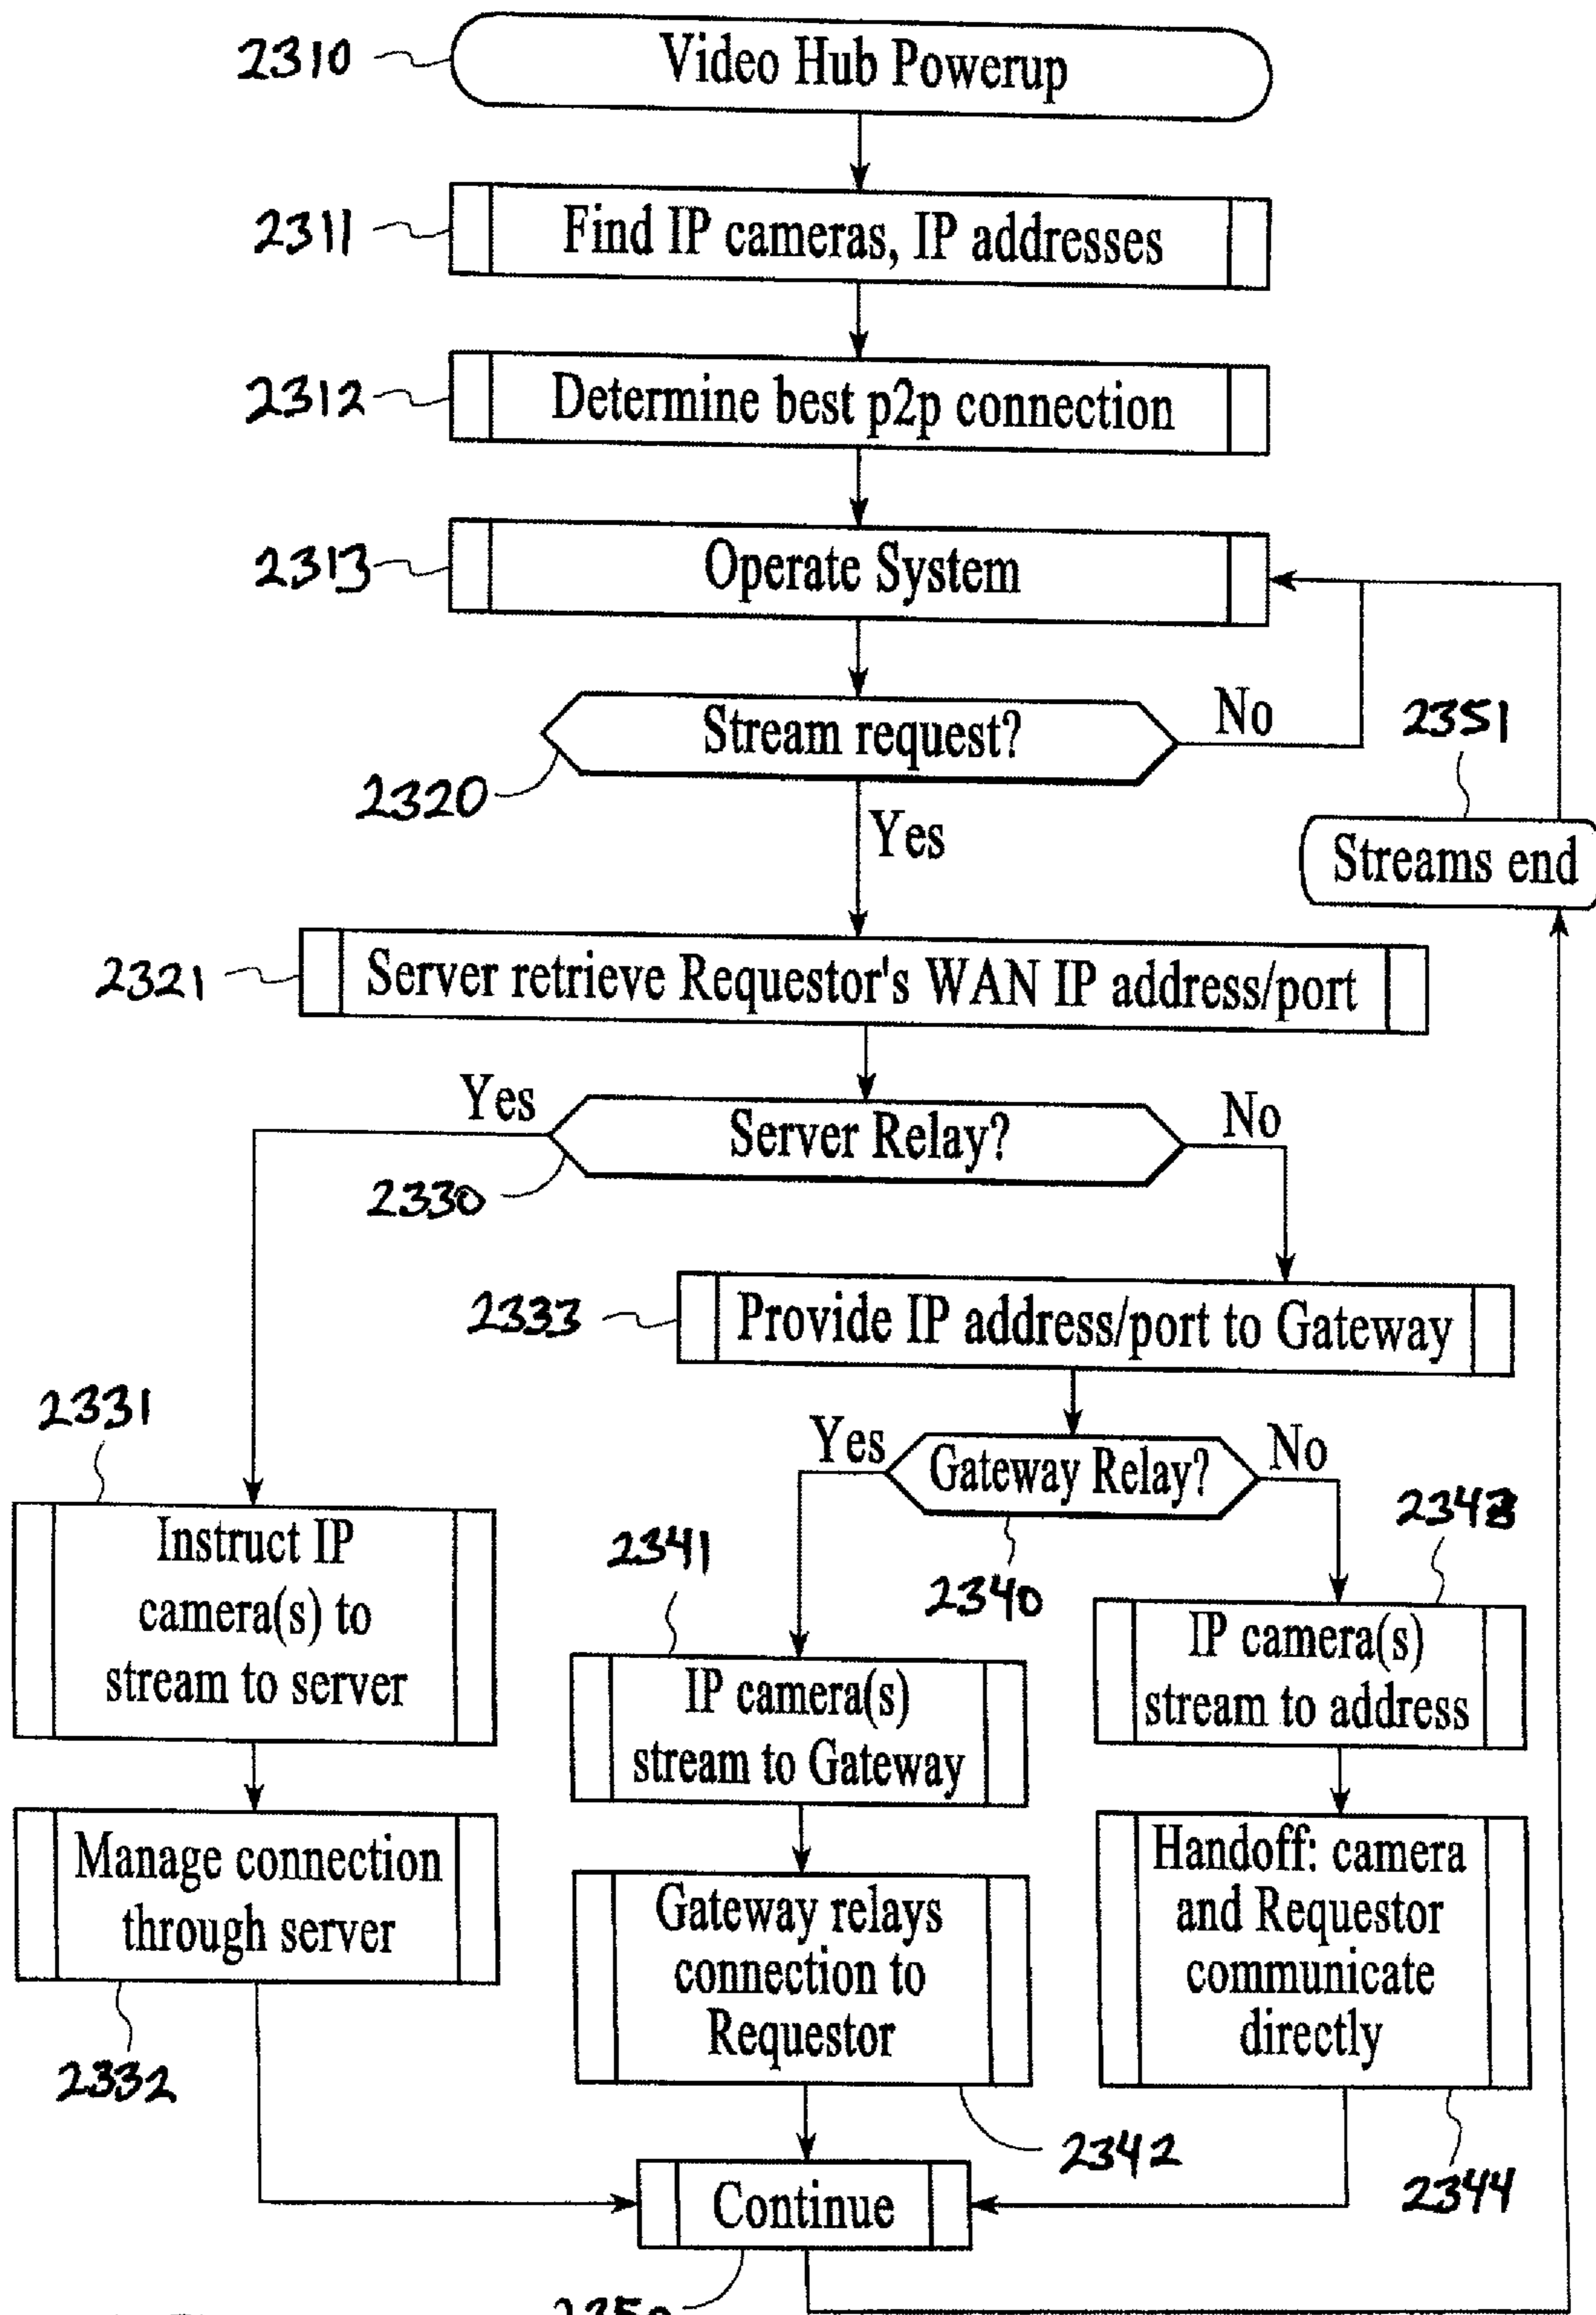 2310
Video Hub Powerup
2311
Find IP cameras, IP addresses
2312
Determine best p2p connection
2313
Operate System
Stream request?
No
2320
Yes
2351
Streams end
2321
Server retrieve Requestor's WAN IP address/port
Yes
Server Relay?
No
2330
2333
Provide IP address/port to Gateway
Yes
Gateway Relay?
No
2340
2331
Instruct IP
camera(s) to
stream to server
Manage connection
through server
2332
2341
IP camera(s)
stream to Gateway
Gateway relays
connection to
Requestor
2342
2343
IP camera(s)
stream to address
Handoff: camera
and Requestor
communicate
directly
2344
Continue
2350